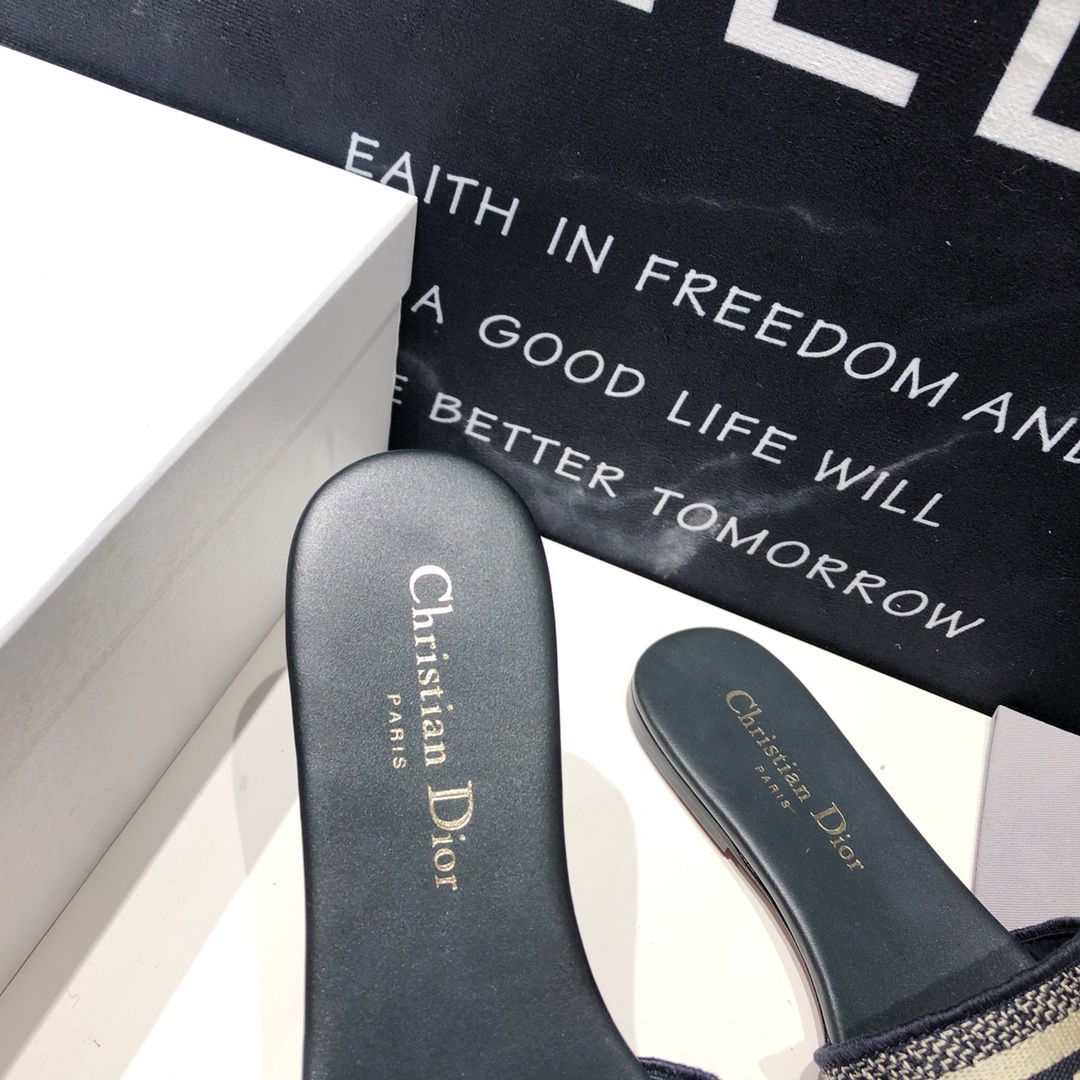 EAITH IN FREEDOM AND
A GOOD LIFE WILL
E BETTER TOMORROW
Christian Dior
PARIS
Christian Dior
PARIS